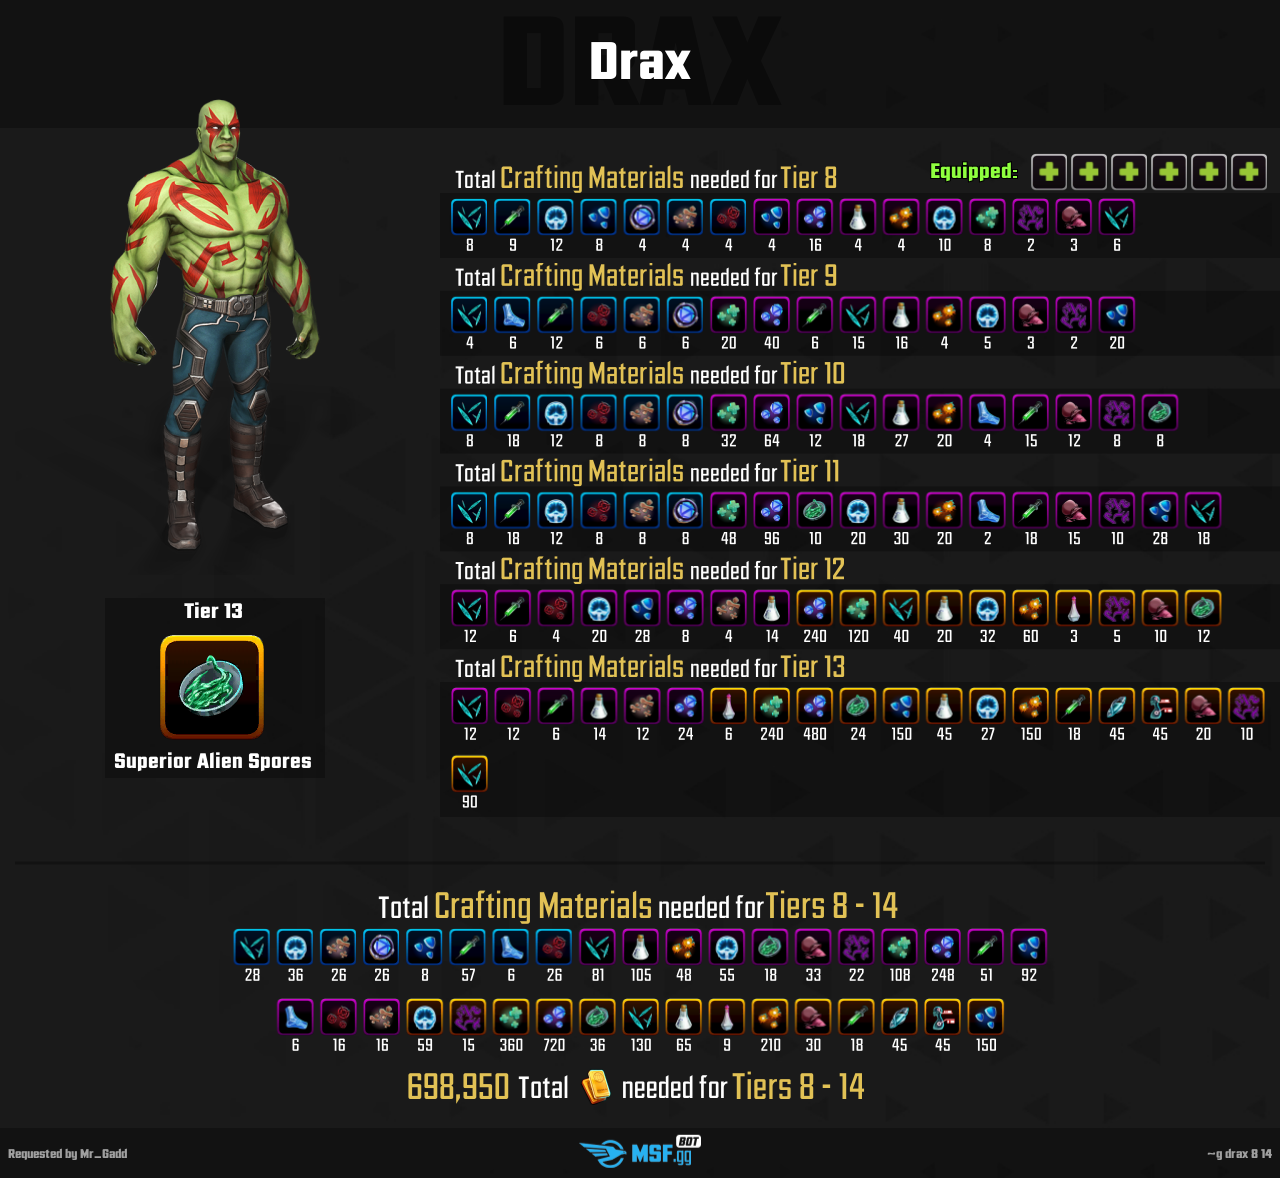 DRAX
Drax
Equipped:
Total Crafting Materials needed for Tier 8
8 9 12 8 4 4 4 4 16 4 4 10 8 2 3 6
Total Crafting Materials needed for Tier 9
4 6 12 6 6 6 20 40 6 15 16 4 5 3 2 20
Total Crafting Materials needed for Tier 10
8 18 12 8 8 8 32 64 12 18 27 20 4 15 12 8 8
Total Crafting Materials needed for Tier 11
8 18 12 8 8 8 48 96 10 20 30 20 2 18 15 10 28 18
Total Crafting Materials needed for Tier 12
12 6 4 20 28 8 4 14 240 120 40 20 32 60 3 5 10 12
Total Crafting Materials needed for Tier 13
12 12 6 14 12 24 6 240 480 24 150 45 27 150 18 45 45 20 10
90
Tier 13
Superior Alien Spores
Total Crafting Materials needed for Tiers 8 - 14
28 36 26 26 8 57 6 26 81 105 48 55 18 33 22 108 248 51 92
6 16 16 59 15 360 720 36 130 65 9 210 30 18 45 45 150
698,950 Total needed for Tiers 8 - 14
Requested by Mr_Gadd
MSF.gg BOT
~g drax 8 14